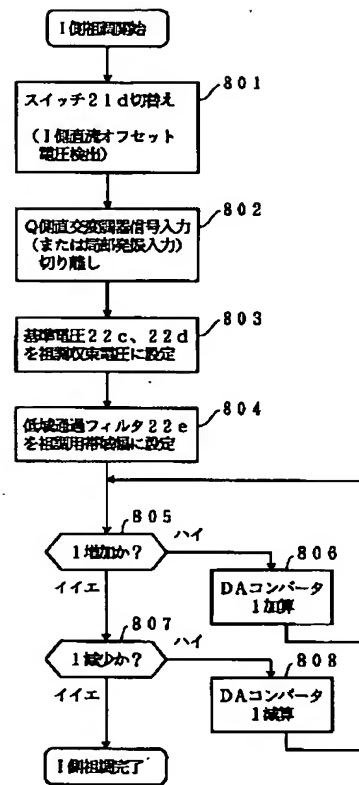 I側粗調開始
801
スイッチ21d切替え
(I側直流オフセット
電圧検出)
802
Q側直交変調器信号入力
(または局部発振入力)
切り離し
803
基準電圧22c、22d
を粗調収束電圧に設定
804
低域通過フィルタ22e
を粗調用帯域幅に設定
805
1増加か?
ハイ
806
DAコンバータ
1加算
イイエ
807
1減少か?
ハイ
808
DAコンバータ
1減算
イイエ
I側粗調完了